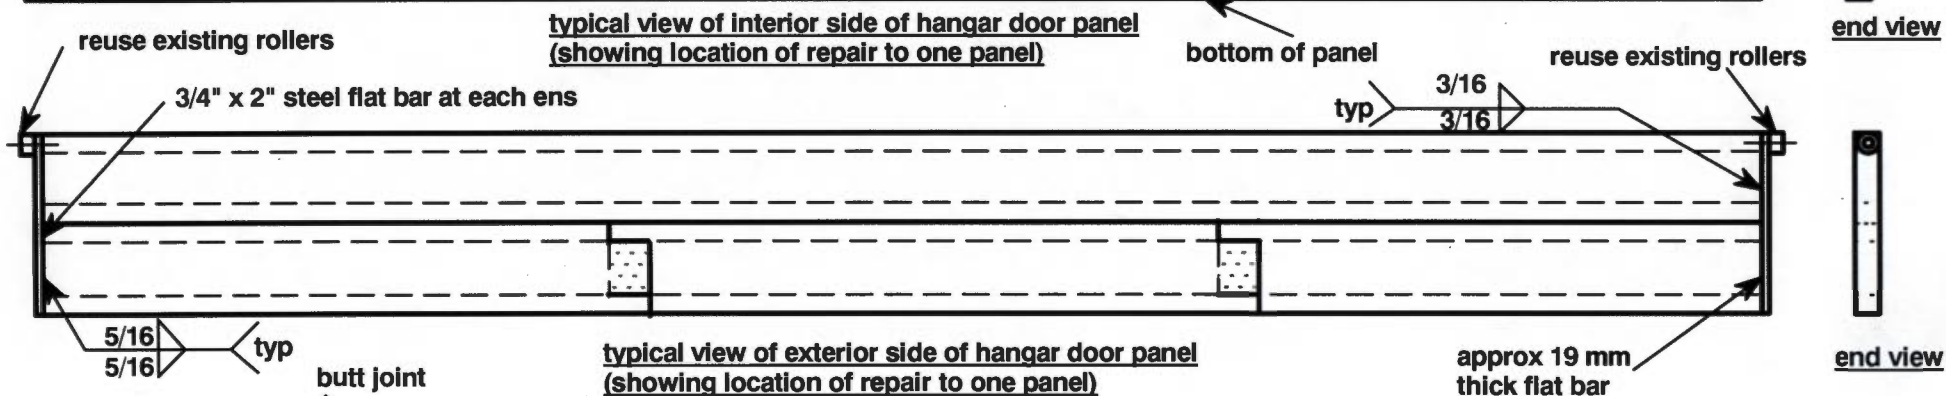 typical view of interior side of hangar door panel
(showing location of repair to one panel)
end view
reuse existing rollers
bottom of panel
reuse existing rollers
3/4" x 2" steel flat bar at each ens
typ
3/16
3/16
5/16
5/16
typ
butt joint
typical view of exterior side of hangar door panel
(showing location of repair to one panel)
approx 19 mm
thick flat bar
end view